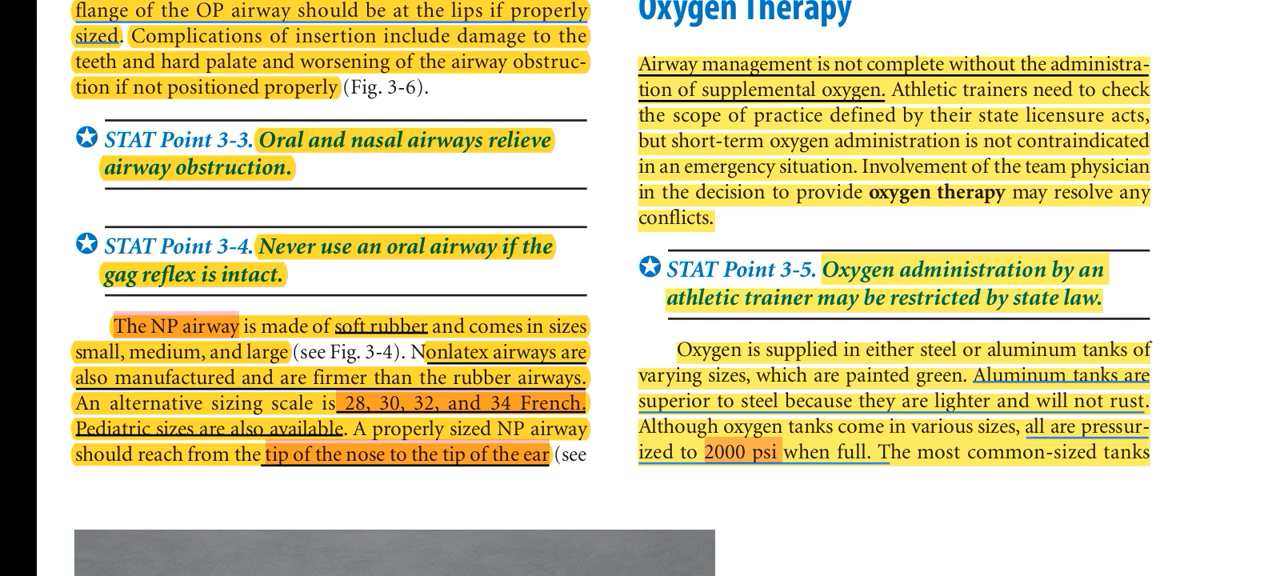 flange of the OP airway should be at the lips if properly
sized. Complications of insertion include damage to the
teeth and hard palate and worsening of the airway obstruc-
tion if not positioned properly (Fig. 3-6).
STAT Point 3-3. Oral and nasal airways relieve
airway obstruction.
STAT Point 3-4. Never use an oral airway if the
gag reflex is intact.
The NP airway is made of soft rubber and comes in sizes
small, medium, and large (see Fig. 3-4). Nonlatex airways are
also manufactured and are firmer than the rubber airways.
An alternative sizing scale is 28, 30, 32, and 34 French.
Pediatric sizes are also available. A properly sized NP airway
should reach from the tip of the nose to the tip of the ear (see
Oxygen Therapy
Airway management is not complete without the administra-
tion of supplemental oxygen. Athletic trainers need to check
the scope of practice defined by their state licensure acts,
but short-term oxygen administration is not contraindicated
in an emergency situation. Involvement of the team physician
in the decision to provide oxygen therapy may resolve any
conflicts.
STAT Point 3-5. Oxygen administration by an
athletic trainer may be restricted by state law.
Oxygen is supplied in either steel or aluminum tanks of
varying sizes, which are painted green. Aluminum tanks are
superior to steel because they are lighter and will not rust.
Although oxygen tanks come in various sizes, all are pressur-
ized to 2000 psi when full. The most common-sized tanks